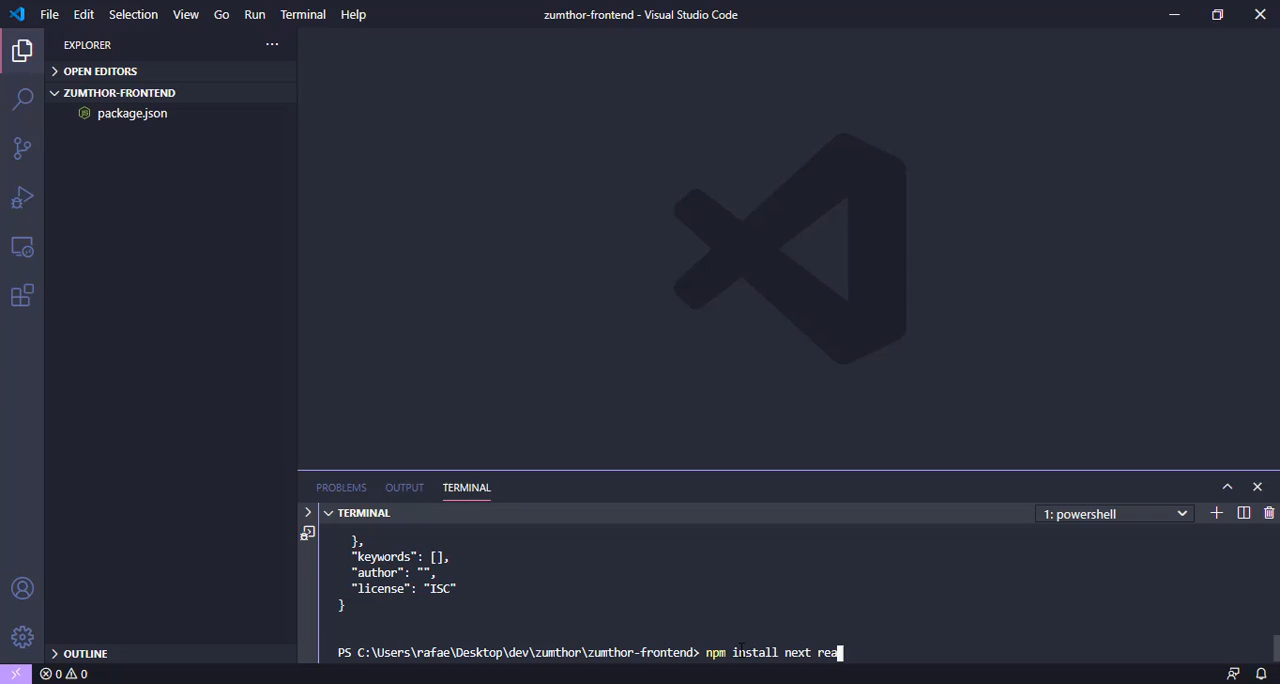 File Edit Selection View Go Run Terminal Help
zumthor-frontend - Visual Studio Code
EXPLORER
OPEN EDITORS
ZUMTHOR-FRONTEND
JS package.json
PROBLEMS OUTPUT TERMINAL
TERMINAL
1: powershell
},
"keywords": [],
"author": "",
"license": "ISC"
}
PS C:\Users\rafae\Desktop\dev\zumthor\zumthor-frontend> npm install next rea
OUTLINE
0 0